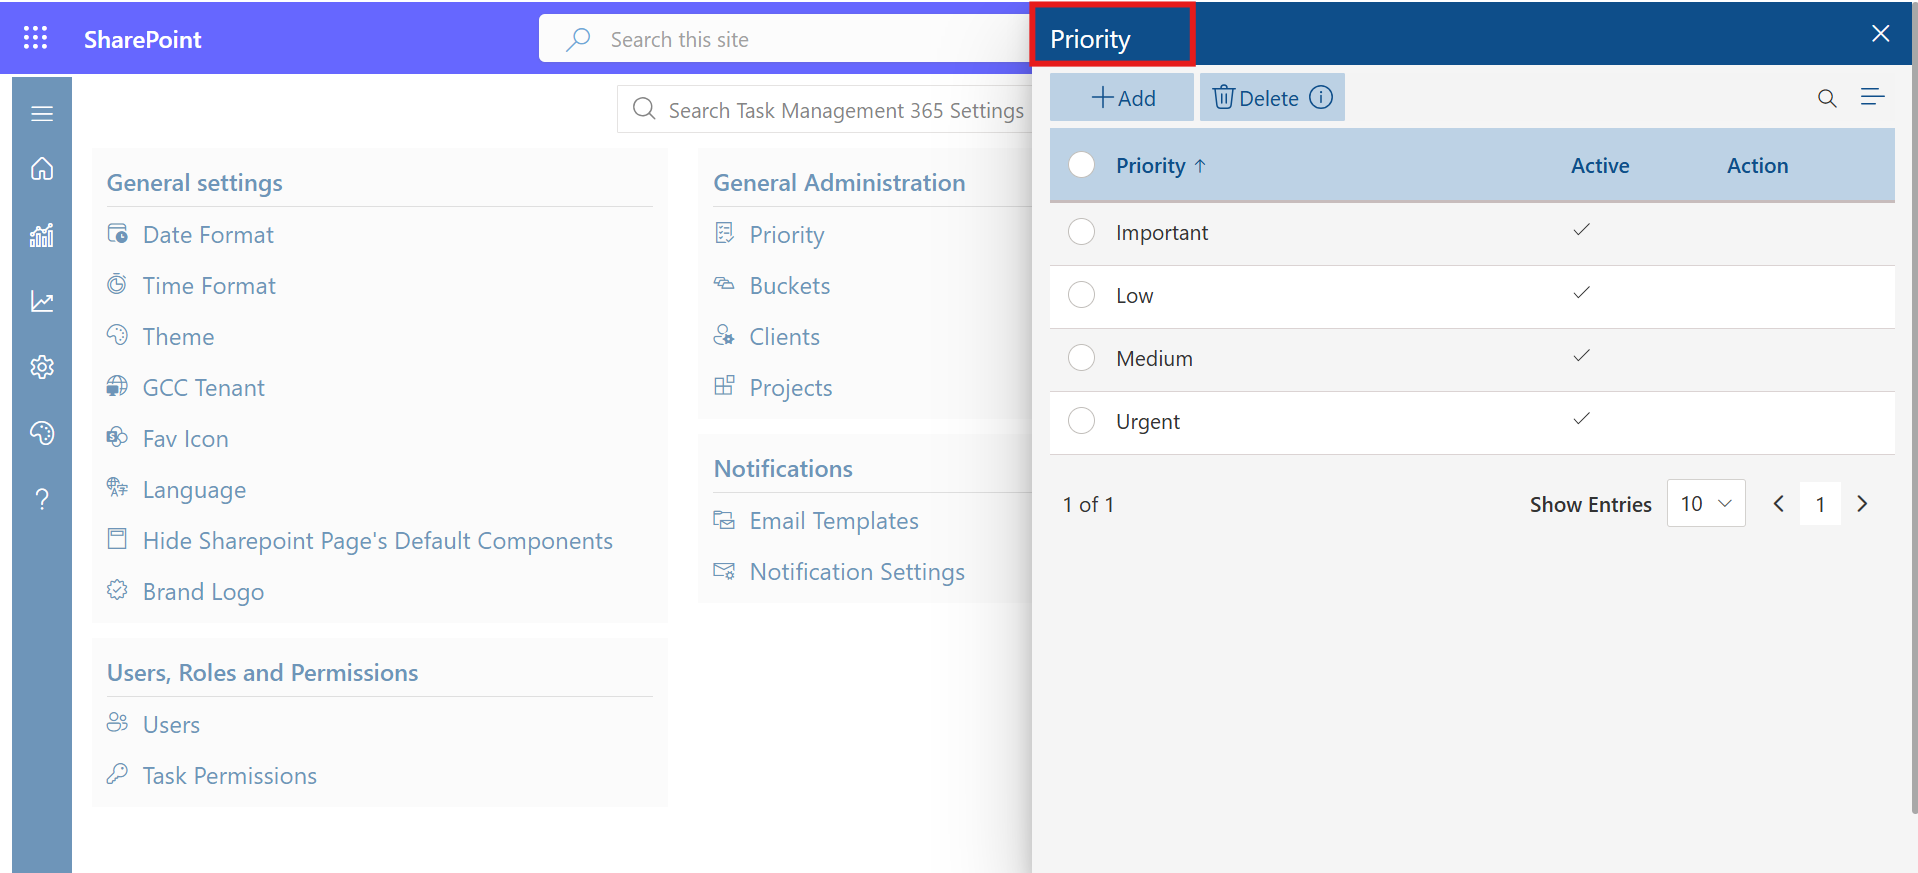 SharePoint
Search this site
Search Task Management 365 Settings
General settings
Date Format
Time Format
Theme
GCC Tenant
Fav Icon
Language
Hide Sharepoint Page's Default Components
Brand Logo
Users, Roles and Permissions
Users
Task Permissions
General Administration
Priority
Buckets
Clients
Projects
Notifications
Email Templates
Notification Settings
Priority
Add Delete
Priority ↑ Active Action
Important
Low
Medium
Urgent
1 of 1 Show Entries 10 1